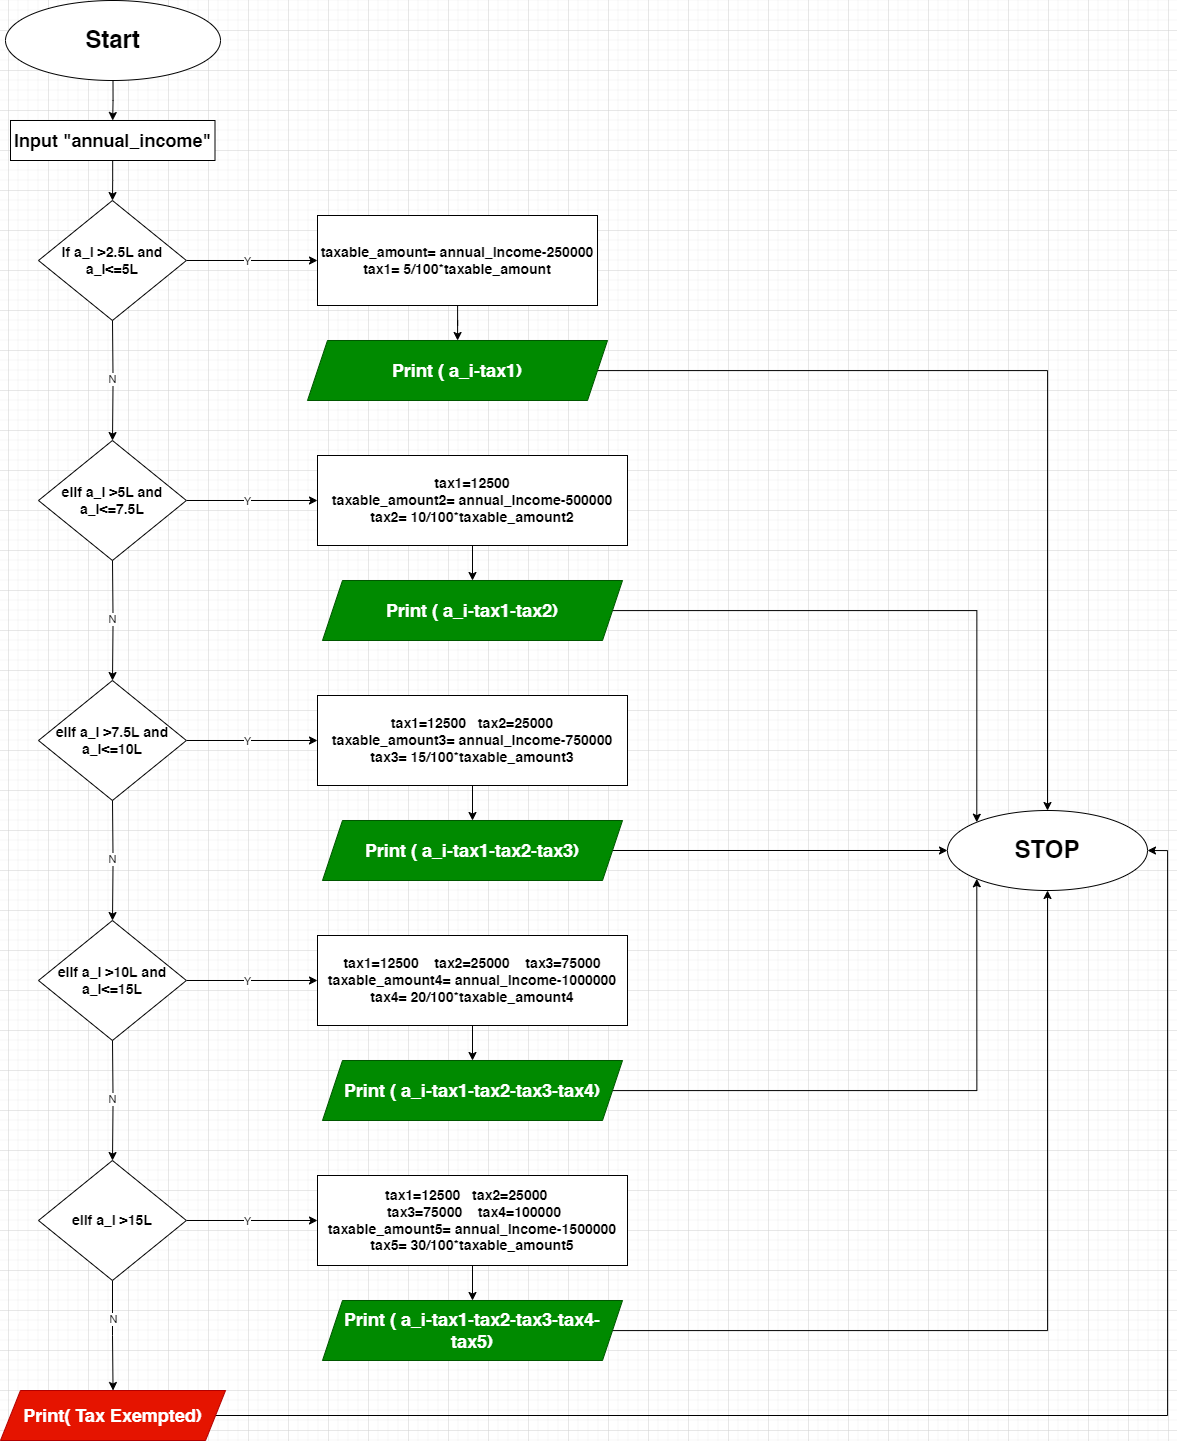 Start
Input "annual_income"
If a_I >2.5L and
a_I<=5L
Y
taxable_amount= annual_Income-250000
tax1= 5/100*taxable_amount
Print ( a_i-tax1)
N
elIf a_I >5L and
a_I<=7.5L
Y
tax1=12500
taxable_amount2= annual_Income-500000
tax2= 10/100*taxable_amount2
Print ( a_i-tax1-tax2)
N
elIf a_I >7.5L and
a_I<=10L
Y
tax1=12500 tax2=25000
taxable_amount3= annual_Income-750000
tax3= 15/100*taxable_amount3
Print ( a_i-tax1-tax2-tax3)
STOP
N
elIf a_I >10L and
a_I<=15L
Y
tax1=12500 tax2=25000 tax3=75000
taxable_amount4= annual_Income-1000000
tax4= 20/100*taxable_amount4
Print ( a_i-tax1-tax2-tax3-tax4)
N
elIf a_I >15L
Y
tax1=12500 tax2=25000
tax3=75000 tax4=100000
taxable_amount5= annual_Income-1500000
tax5= 30/100*taxable_amount5
Print ( a_i-tax1-tax2-tax3-tax4-
tax5)
N
Print( Tax Exempted)